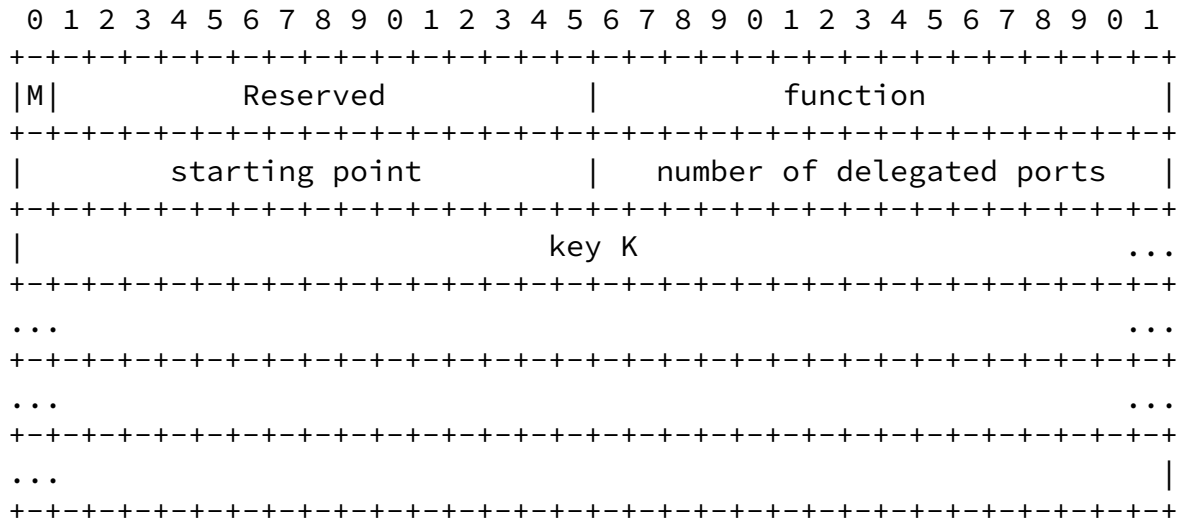 0 1 2 3 4 5 6 7 8 9 0 1 2 3 4 5 6 7 8 9 0 1 2 3 4 5 6 7 8 9 0 1
+-+-+-+-+-+-+-+-+-+-+-+-+-+-+-+-+-+-+-+-+-+-+-+-+-+-+-+-+-+-+-+-+
|M|          Reserved           |          function             |
+-+-+-+-+-+-+-+-+-+-+-+-+-+-+-+-+-+-+-+-+-+-+-+-+-+-+-+-+-+-+-+-+
|        starting point         |   number of delegated ports   |
+-+-+-+-+-+-+-+-+-+-+-+-+-+-+-+-+-+-+-+-+-+-+-+-+-+-+-+-+-+-+-+-+
|                             key K                           ...
+-+-+-+-+-+-+-+-+-+-+-+-+-+-+-+-+-+-+-+-+-+-+-+-+-+-+-+-+-+-+-+-+
...                                                           ...
+-+-+-+-+-+-+-+-+-+-+-+-+-+-+-+-+-+-+-+-+-+-+-+-+-+-+-+-+-+-+-+-+
...                                                           ...
+-+-+-+-+-+-+-+-+-+-+-+-+-+-+-+-+-+-+-+-+-+-+-+-+-+-+-+-+-+-+-+-+
...                                                             |
+-+-+-+-+-+-+-+-+-+-+-+-+-+-+-+-+-+-+-+-+-+-+-+-+-+-+-+-+-+-+-+-+